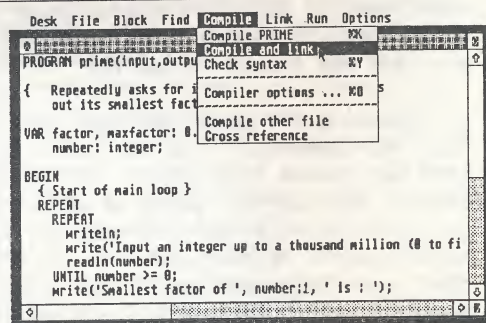 Desk File Block Find Compile Link Run Options
Compile PRIME ⌘K
Compile and link
Check syntax ⌘Y
Compiler options ... ⌘O
Compile other file
Cross reference
PROGRAM prime(input,outpu
{ Repeatedly asks for i s
out its smallest fact
VAR factor, maxfactor: 0.
number: integer;
BEGIN
{ Start of main loop }
REPEAT
REPEAT
writeln;
write('Input an integer up to a thousand million (0 to fi
readln(number);
UNTIL number >= 0;
write('Smallest factor of ', number:1, ' is : ');